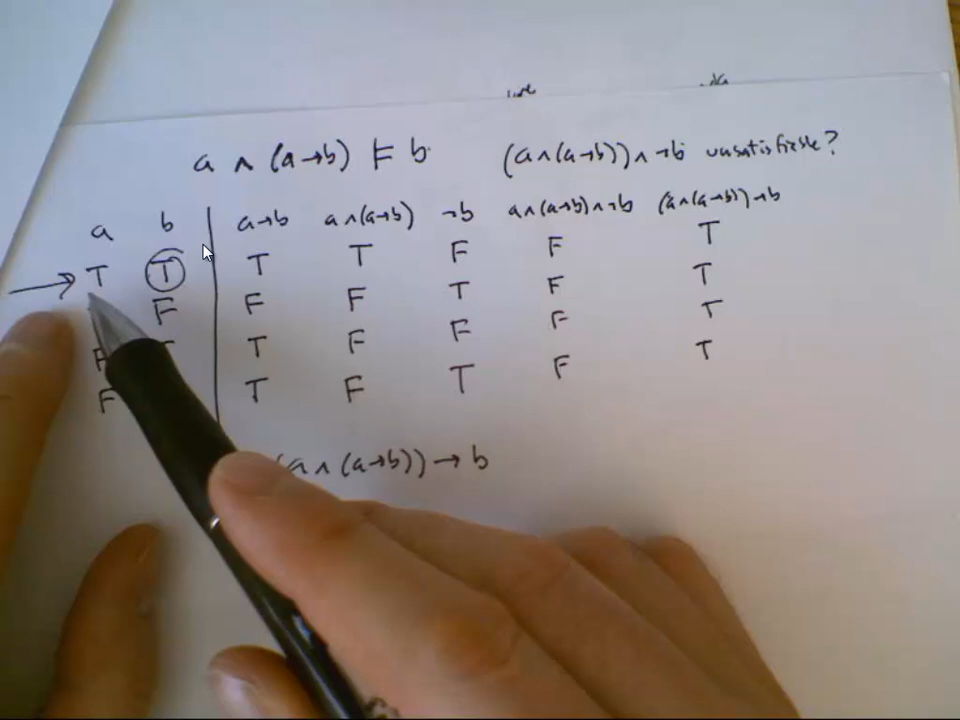 a ∧ (a→b) ⊨ b (a∧(a→b))∧¬b unsatisfiable?
a b a→b a∧(a→b) ¬b a∧(a→b)∧¬b (a∧(a→b))→b
T T T T F F T
F F F T F T
F T F F F T
F T F T F T
(a∧(a→b))→b